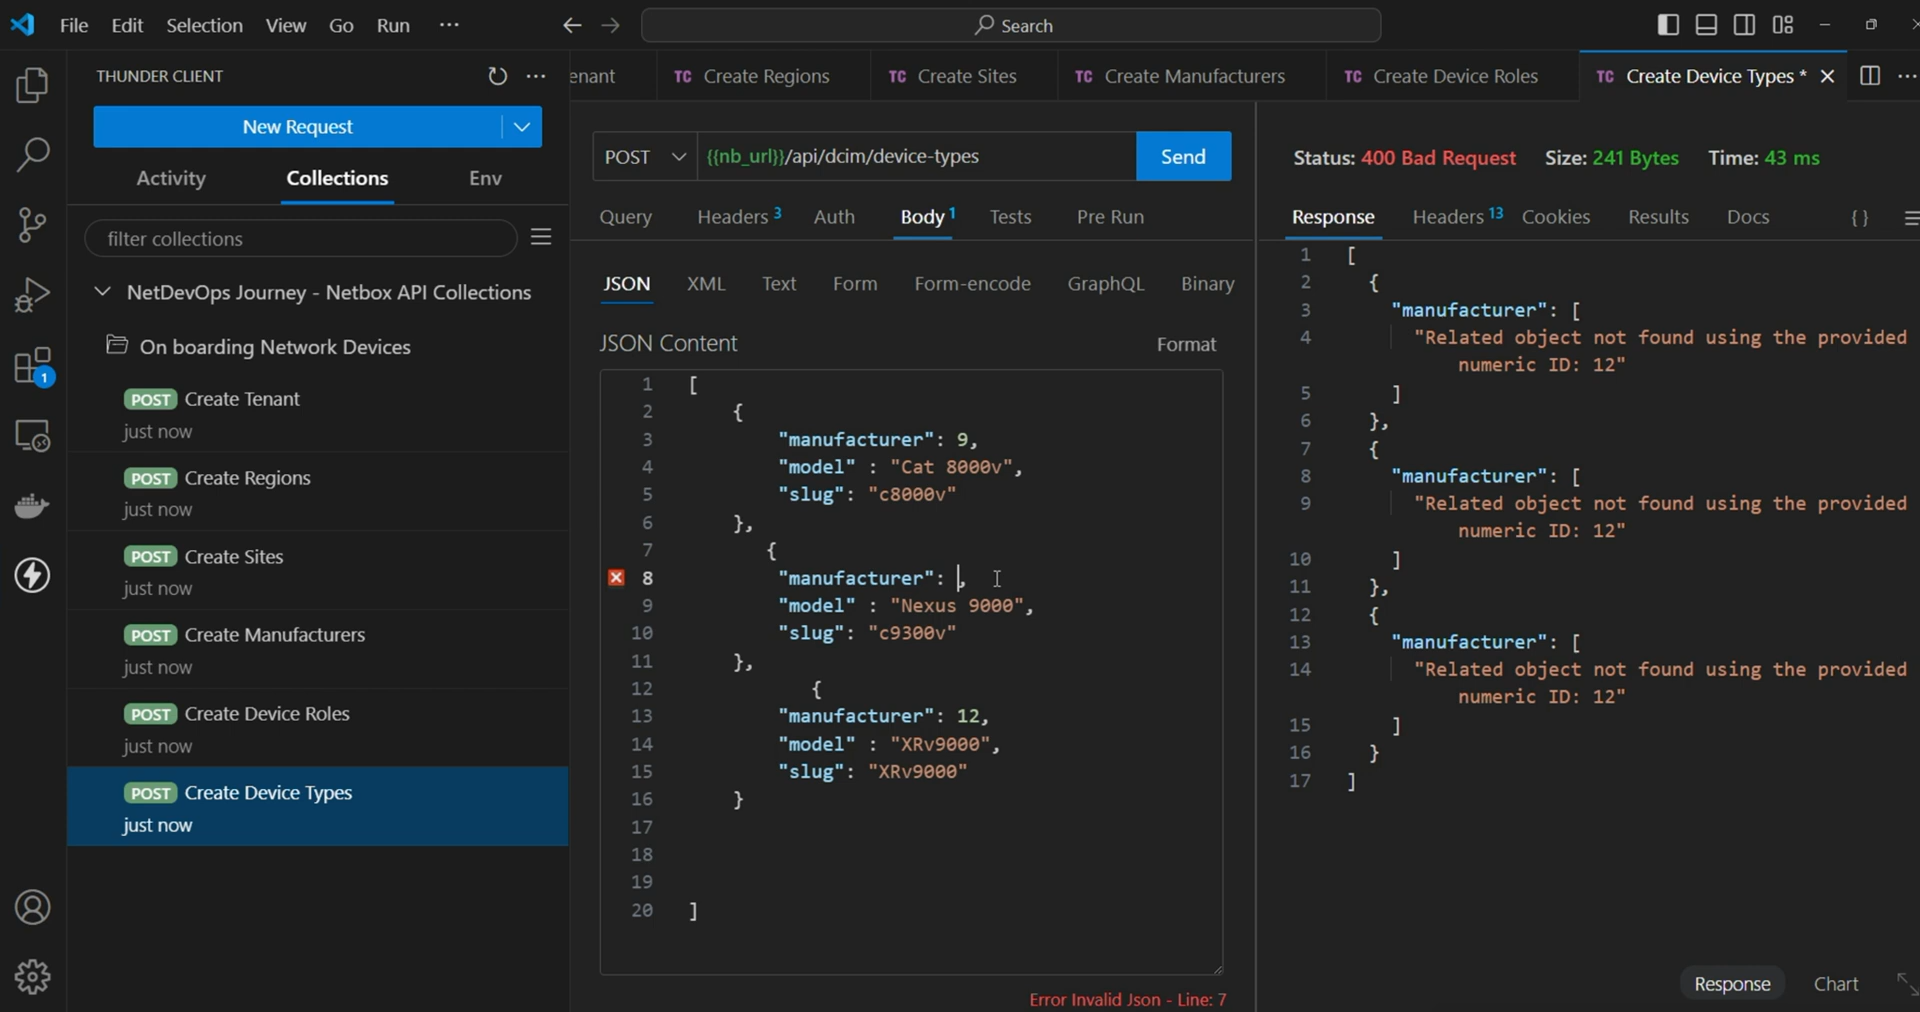 File Edit Selection View Go Run ··· Search
THUNDER CLIENT
New Request
Activity Collections Env
filter collections
NetDevOps Journey - Netbox API Collections
On boarding Network Devices
POST Create Tenant
just now
POST Create Regions
just now
POST Create Sites
just now
POST Create Manufacturers
just now
POST Create Device Roles
just now
POST Create Device Types
just now
1
enant TC Create Regions TC Create Sites TC Create Manufacturers TC Create Device Roles TC Create Device Types *
POST {{nb_url}}/api/dcim/device-types Send
Query Headers 3 Auth Body 1 Tests Pre Run
JSON XML Text Form Form-encode GraphQL Binary
JSON Content Format
1 [
2 {
3 "manufacturer": 9,
4 "model" : "Cat 8000v",
5 "slug": "c8000v"
6 },
7 {
8 "manufacturer": ,
9 "model" : "Nexus 9000",
10 "slug": "c9300v"
11 },
12 {
13 "manufacturer": 12,
14 "model" : "XRv9000",
15 "slug": "XRv9000"
16 }
17
18
19
20 ]
Error Invalid Json - Line: 7
Status: 400 Bad Request Size: 241 Bytes Time: 43 ms
Response Headers 13 Cookies Results Docs { }
1 [
2 {
3 "manufacturer": [
4 "Related object not found using the provided
numeric ID: 12"
5 ]
6 },
7 {
8 "manufacturer": [
9 "Related object not found using the provided
numeric ID: 12"
10 ]
11 },
12 {
13 "manufacturer": [
14 "Related object not found using the provided
numeric ID: 12"
15 ]
16 }
17 ]
Response Chart